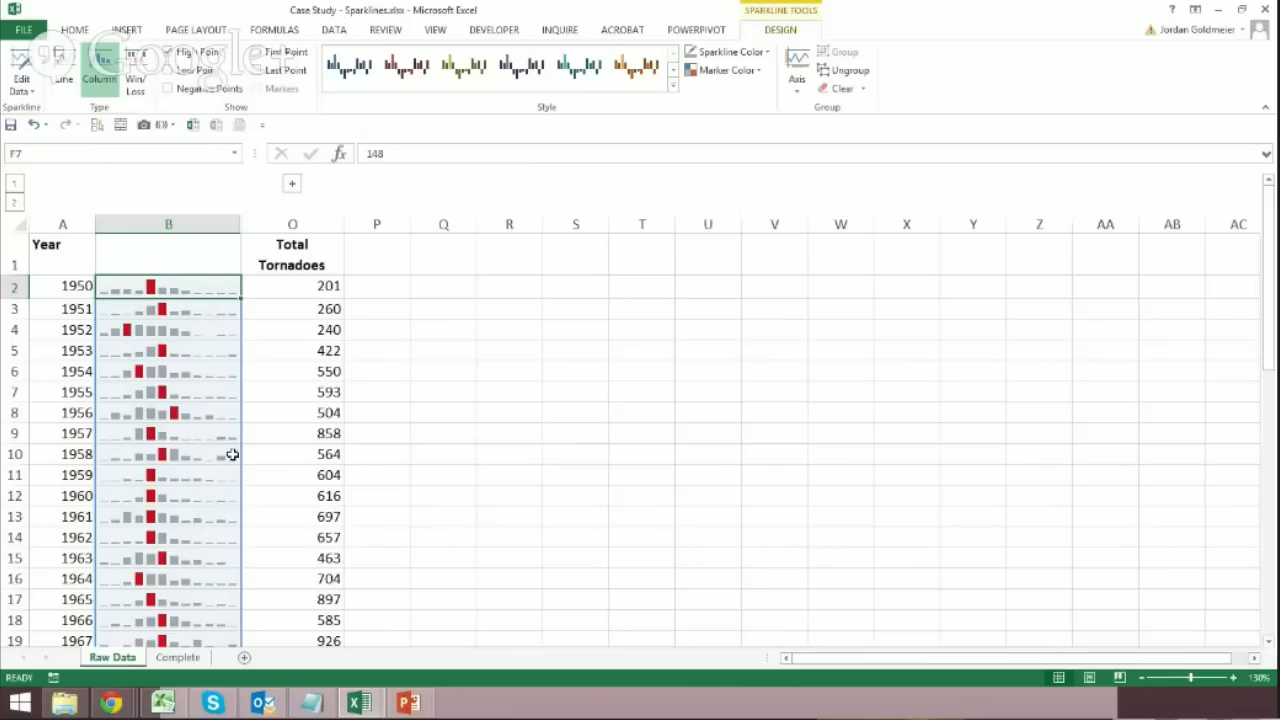 Case Study - Sparklines.xlsx - Microsoft Excel
SPARKLINE TOOLS
FILE HOME INSERT PAGE LAYOUT FORMULAS DATA REVIEW VIEW DEVELOPER INQUIRE ACROBAT POWERPIVOT DESIGN Jordan Goldmeier
Google+
High Point First Point
Low Point Last Point
Negative Points Markers
Edit Data Line Column Win/Loss
Sparkline Color
Marker Color
Axis
Group
Ungroup
Clear
Sparkline Type Show Style Group
F7 fx 148
1
2
A B O P Q R S T U V W X Y Z AA AB AC
1 Year Total Tornadoes
2 1950 201
3 1951 260
4 1952 240
5 1953 422
6 1954 550
7 1955 593
8 1956 504
9 1957 858
10 1958 564
11 1959 604
12 1960 616
13 1961 697
14 1962 657
15 1963 463
16 1964 704
17 1965 897
18 1966 585
19 1967 926
Raw Data Complete
READY 130%